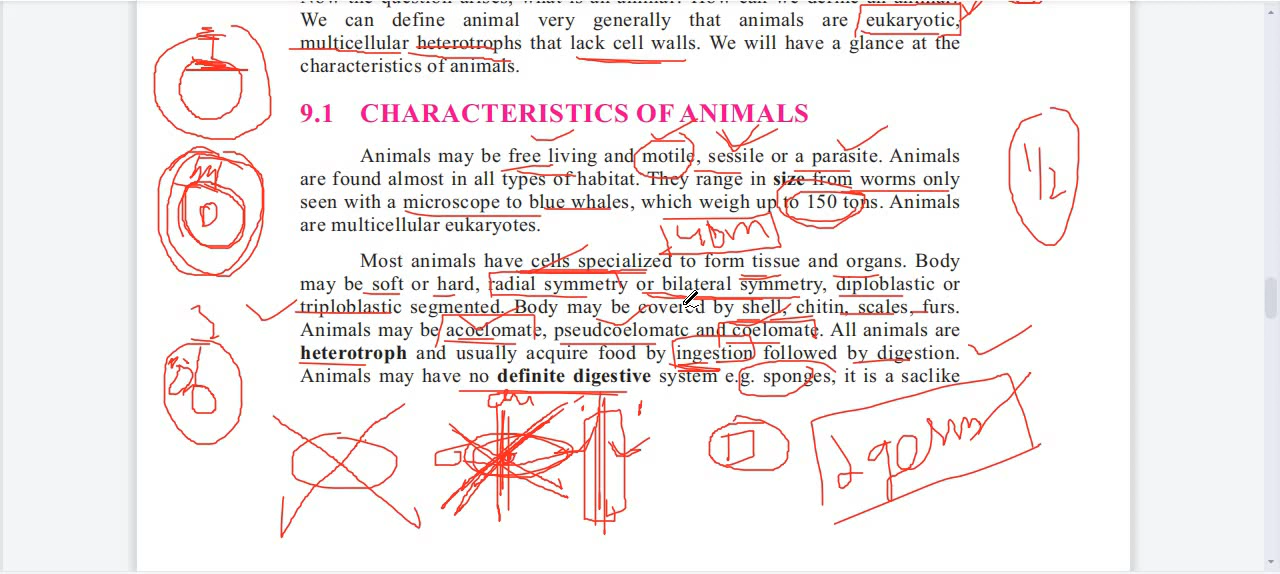 We can define animal very generally that animals are eukaryotic,
multicellular heterotrophs that lack cell walls. We will have a glance at the
characteristics of animals.
9.1 CHARACTERISTICS OF ANIMALS
Animals may be free living and motile, sessile or a parasite. Animals
are found almost in all types of habitat. They range in size from worms only
seen with a microscope to blue whales, which weigh up to 150 tons. Animals
are multicellular eukaryotes.
Most animals have cells specialized to form tissue and organs. Body
may be soft or hard, radial symmetry or bilateral symmetry, diploblastic or
triploblastic segmented. Body may be covered by shell, chitin, scales, furs.
Animals may be acoelomate, pseudcoelomate and coelomate. All animals are
heterotroph and usually acquire food by ingestion followed by digestion.
Animals may have no definite digestive system e.g. sponges, it is a saclike
1/2